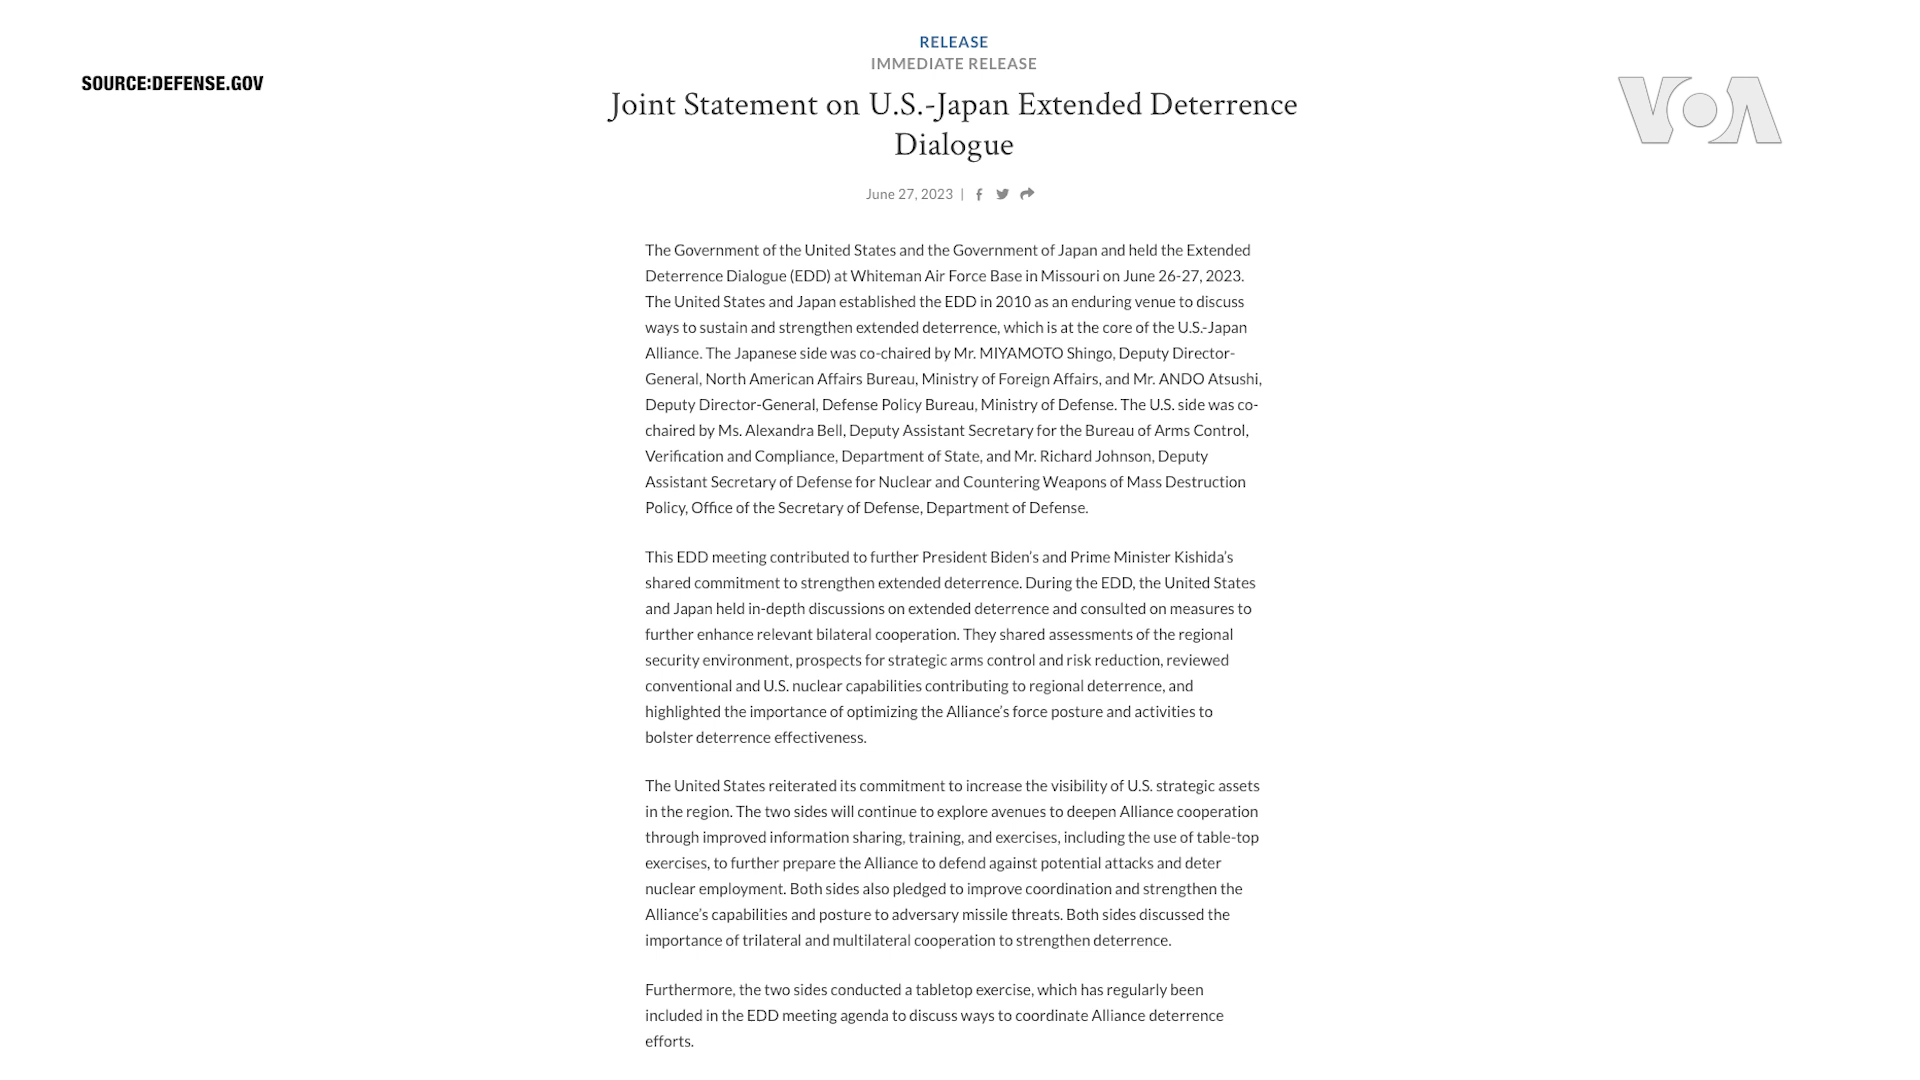 RELEASE
IMMEDIATE RELEASE
SOURCE:DEFENSE.GOV
VOA
Joint Statement on U.S.-Japan Extended Deterrence
Dialogue
June 27, 2023 |
The Government of the United States and the Government of Japan and held the Extended
Deterrence Dialogue (EDD) at Whiteman Air Force Base in Missouri on June 26-27, 2023.
The United States and Japan established the EDD in 2010 as an enduring venue to discuss
ways to sustain and strengthen extended deterrence, which is at the core of the U.S.-Japan
Alliance. The Japanese side was co-chaired by Mr. MIYAMOTO Shingo, Deputy Director-
General, North American Affairs Bureau, Ministry of Foreign Affairs, and Mr. ANDO Atsushi,
Deputy Director-General, Defense Policy Bureau, Ministry of Defense. The U.S. side was co-
chaired by Ms. Alexandra Bell, Deputy Assistant Secretary for the Bureau of Arms Control,
Verification and Compliance, Department of State, and Mr. Richard Johnson, Deputy
Assistant Secretary of Defense for Nuclear and Countering Weapons of Mass Destruction
Policy, Office of the Secretary of Defense, Department of Defense.
This EDD meeting contributed to further President Biden's and Prime Minister Kishida's
shared commitment to strengthen extended deterrence. During the EDD, the United States
and Japan held in-depth discussions on extended deterrence and consulted on measures to
further enhance relevant bilateral cooperation. They shared assessments of the regional
security environment, prospects for strategic arms control and risk reduction, reviewed
conventional and U.S. nuclear capabilities contributing to regional deterrence, and
highlighted the importance of optimizing the Alliance's force posture and activities to
bolster deterrence effectiveness.
The United States reiterated its commitment to increase the visibility of U.S. strategic assets
in the region. The two sides will continue to explore avenues to deepen Alliance cooperation
through improved information sharing, training, and exercises, including the use of table-top
exercises, to further prepare the Alliance to defend against potential attacks and deter
nuclear employment. Both sides also pledged to improve coordination and strengthen the
Alliance's capabilities and posture to adversary missile threats. Both sides discussed the
importance of trilateral and multilateral cooperation to strengthen deterrence.
Furthermore, the two sides conducted a tabletop exercise, which has regularly been
included in the EDD meeting agenda to discuss ways to coordinate Alliance deterrence
efforts.